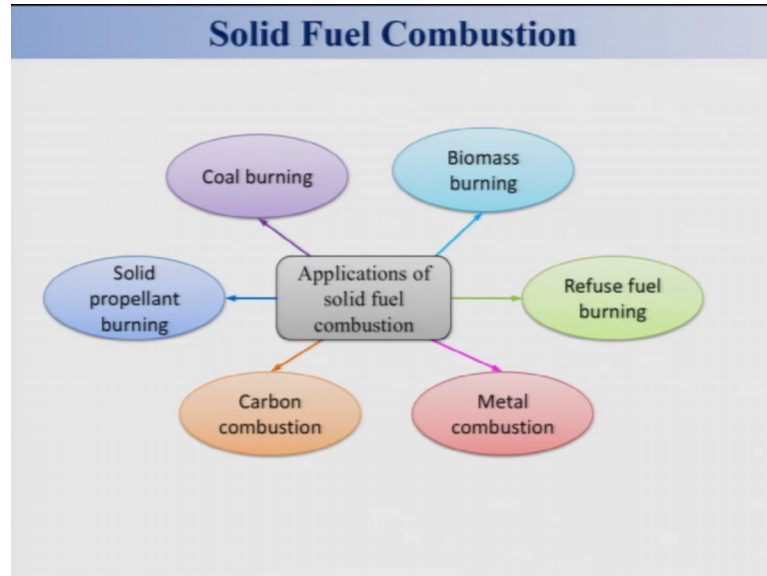 Solid Fuel Combustion
Coal burning
Biomass
burning
Solid
propellant
burning
Applications of
solid fuel
combustion
Refuse fuel
burning
Carbon
combustion
Metal
combustion